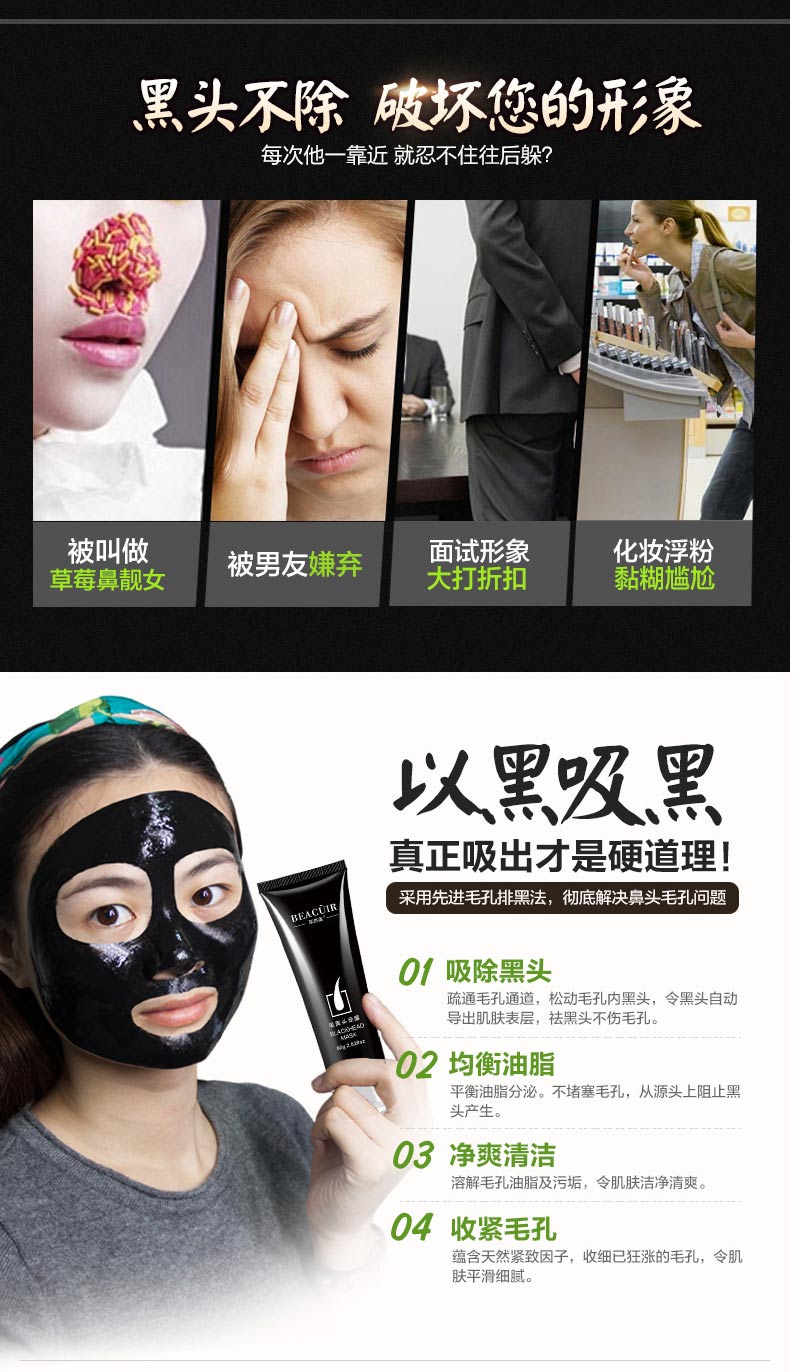 黑头不除 破坏您的形象
每次他一靠近 就忍不住往后躲?
被叫做
草莓鼻靓女
被男友嫌弃
面试形象
大打折扣
化妆浮粉
黏糊尴尬
以黑吸黑
真正吸出才是硬道理!
采用先进毛孔排黑法,彻底解决鼻头毛孔问题
BEACÛIR
吸黑头面膜
BLACKHEAD
MASK
01 吸除黑头
疏通毛孔通道,松动毛孔内黑头,令黑头自动
导出肌肤表层,祛黑头不伤毛孔。
02 均衡油脂
平衡油脂分泌。不堵塞毛孔,从源头上阻止黑
头产生。
03 净爽清洁
溶解毛孔油脂及污垢,令肌肤洁净清爽。
04 收紧毛孔
蕴含天然紧致因子,收细已狂涨的毛孔,令肌
肤平滑细腻。